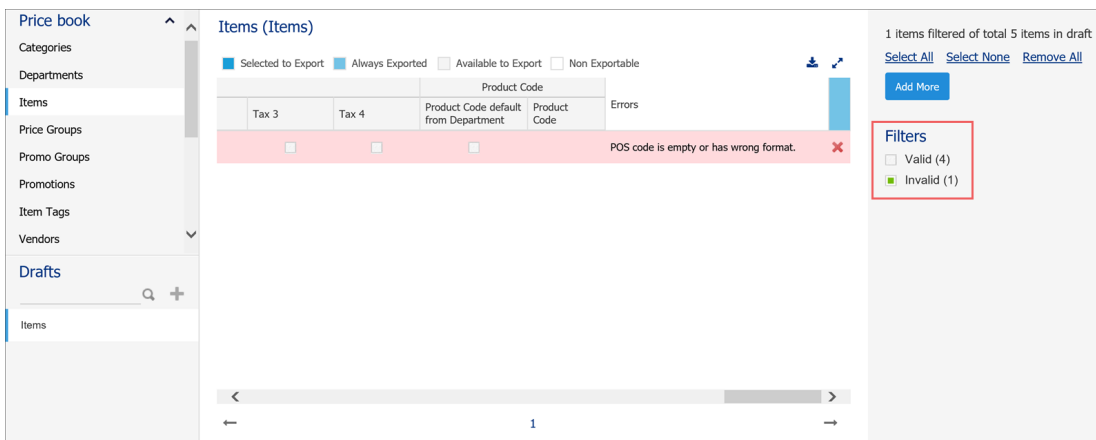 Price book
Categories
Departments
Items
Price Groups
Promo Groups
Promotions
Item Tags
Vendors
Drafts
Items
Items (Items)
Selected to Export Always Exported Available to Export Non Exportable
Product Code
Tax 3 Tax 4 Product Code default from Department Product Code Errors
POS code is empty or has wrong format.
1
1 items filtered of total 5 items in draft
Select All Select None Remove All
Add More
Filters
Valid (4)
Invalid (1)